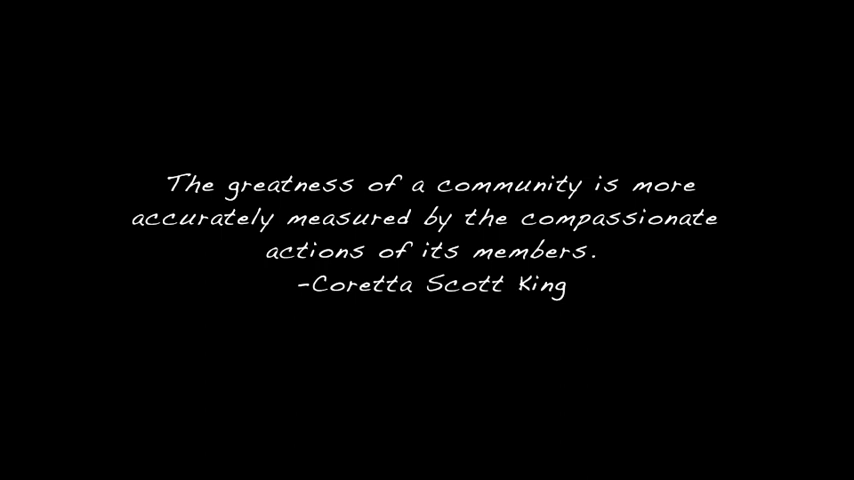 The greatness of a community is more
accurately measured by the compassionate
actions of its members.
-Coretta Scott King